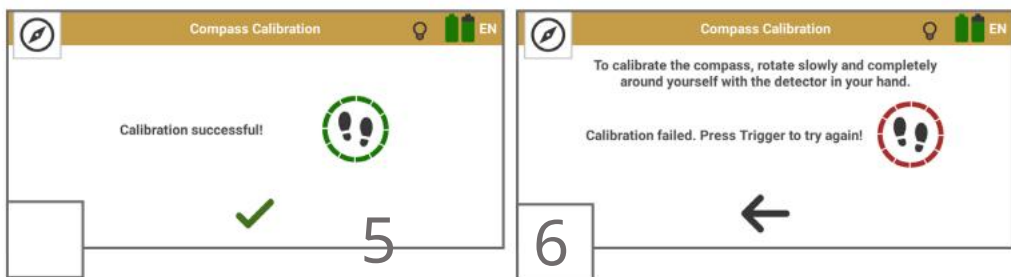 Compass Calibration
EN
Calibration successful!
5
Compass Calibration
EN
To calibrate the compass, rotate slowly and completely
around yourself with the detector in your hand.
Calibration failed. Press Trigger to try again!
6